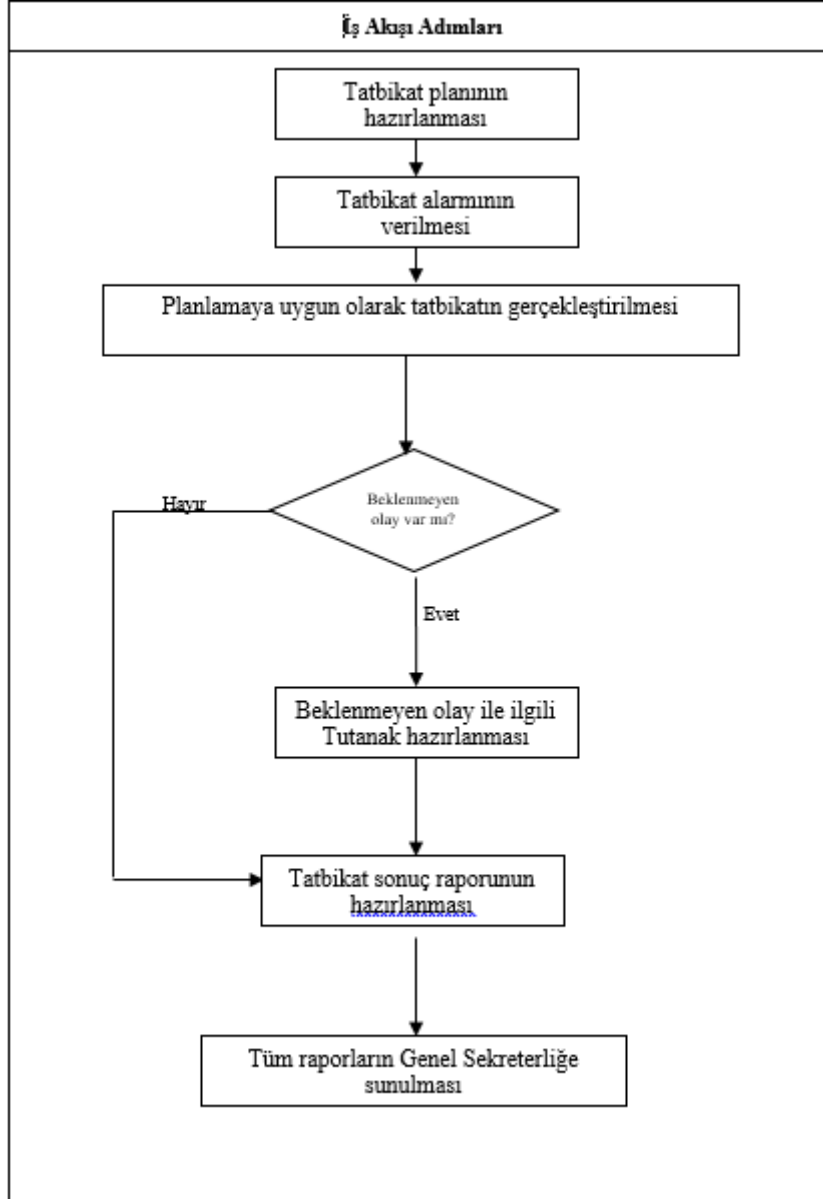 İş Akışı Adımları
Tatbikat planının
hazırlanması
Tatbikat alarmının
verilmesi
Planlamaya uygun olarak tatbikatın gerçekleştirilmesi
Beklenmeyen
olay var mı?
Hayır
Evet
Beklenmeyen olay ile ilgili
Tutanak hazırlanması
Tatbikat sonuç raporunun
hazırlanması
Tüm raporların Genel Sekreterliğe
sunulması